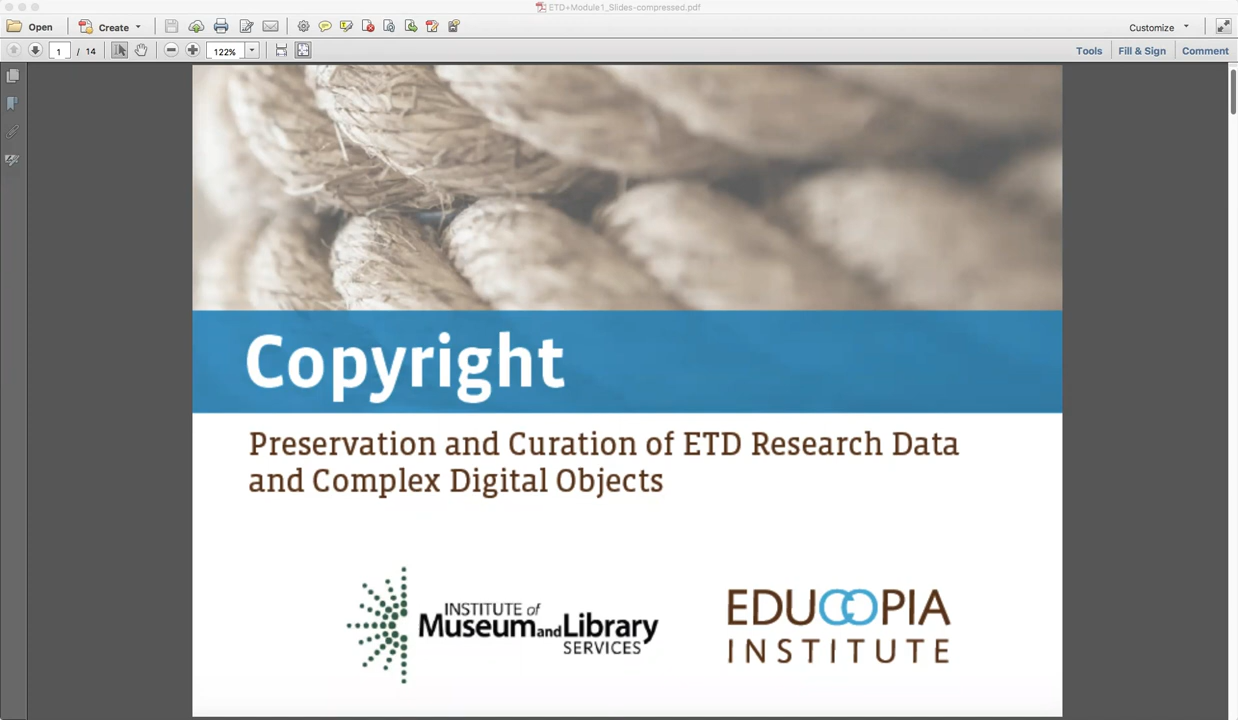 ETD+Module1_Slides-compressed.pdf
Open
Create
Customize
1 / 14
122%
Tools
Fill & Sign
Comment
Copyright
Preservation and Curation of ETD Research Data
and Complex Digital Objects
INSTITUTE of
Museum and Library
SERVICES
EDUCOPIA
INSTITUTE